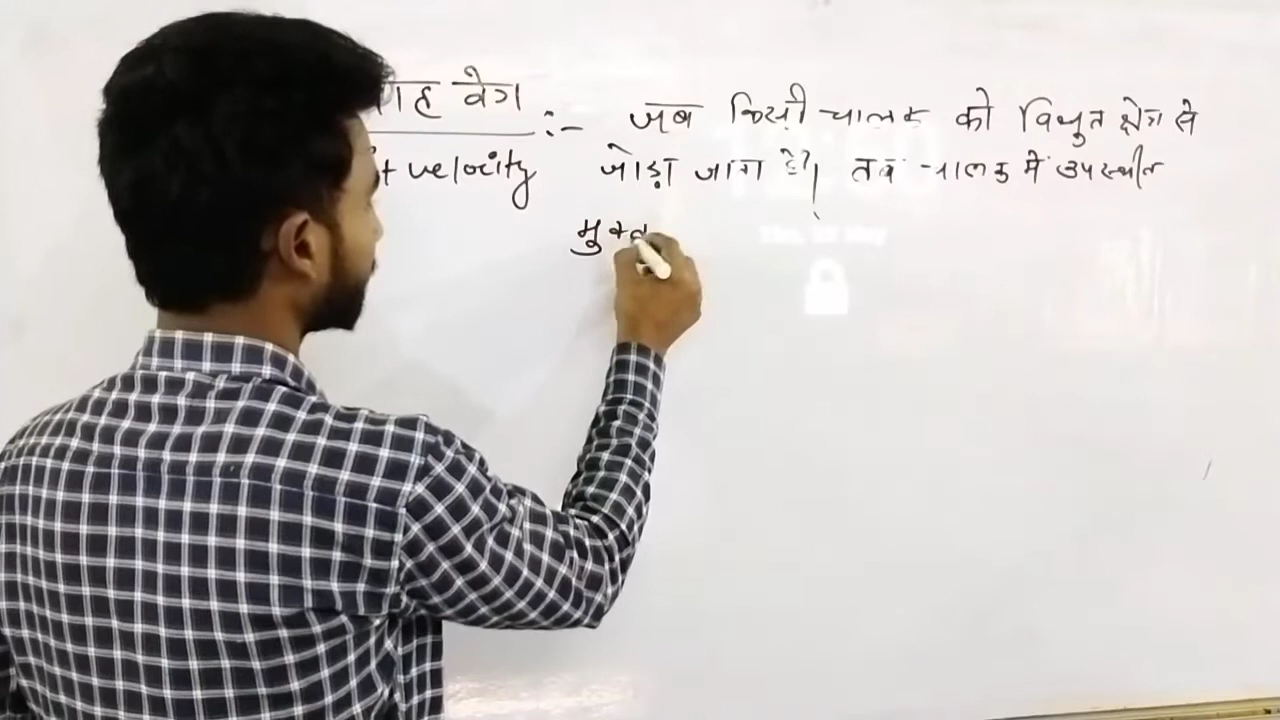 ाह वेग :- जब किसी चालक को विधुत क्षेत्र से
t velocity जोड़ा जाता है, तब चालक में उपस्थीत
मुक्त